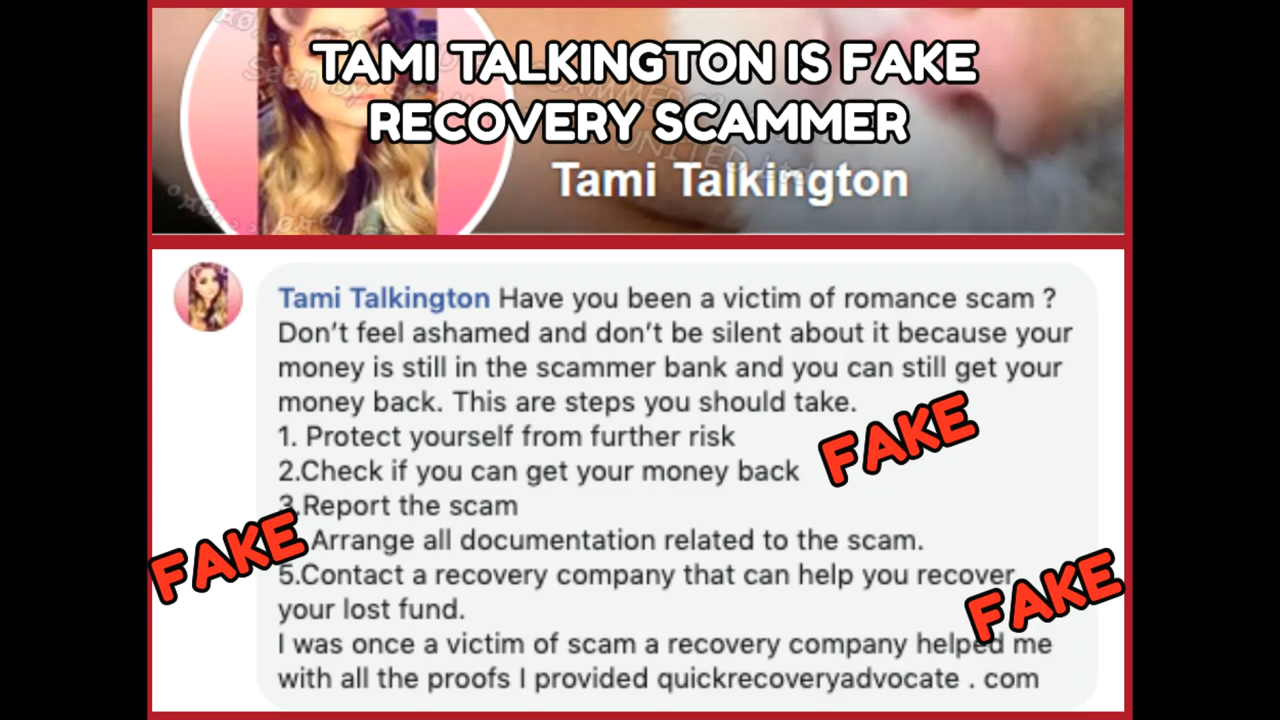 TAMI TALKINGTON IS FAKE
RECOVERY SCAMMER
Tami Talkington
Tami Talkington Have you been a victim of romance scam ?
Don't feel ashamed and don't be silent about it because your
money is still in the scammer bank and you can still get your
money back. This are steps you should take.
1. Protect yourself from further risk
FAKE
2.Check if you can get your money back
3.Report the scam
FAKE
Arrange all documentation related to the scam.
5.Contact a recovery company that can help you recover
FAKE
your lost fund.
I was once a victim of scam a recovery company helped me
with all the proofs I provided quickrecoveryadvocate . com